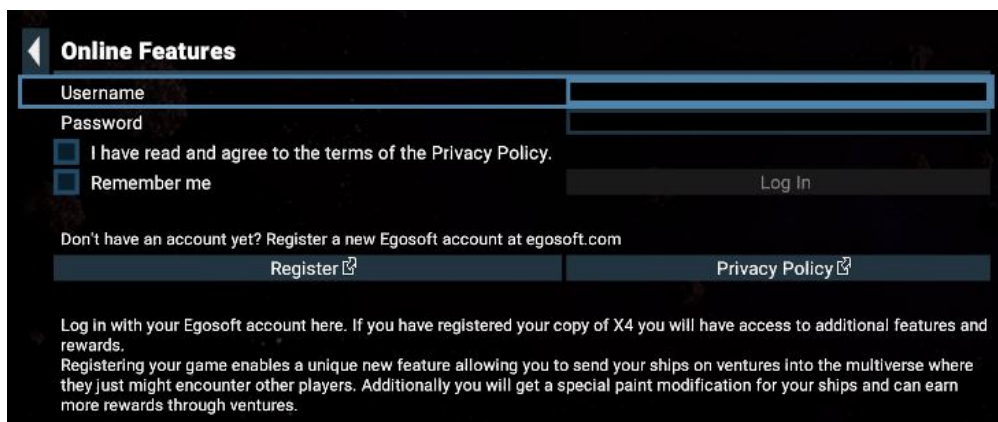 Online Features
Username
Password
I have read and agree to the terms of the Privacy Policy.
Remember me
Log In
Don't have an account yet? Register a new Egosoft account at egosoft.com
Register
Privacy Policy
Log in with your Egosoft account here. If you have registered your copy of X4 you will have access to additional features and
rewards.
Registering your game enables a unique new feature allowing you to send your ships on ventures into the multiverse where
they just might encounter other players. Additionally you will get a special paint modification for your ships and can earn
more rewards through ventures.